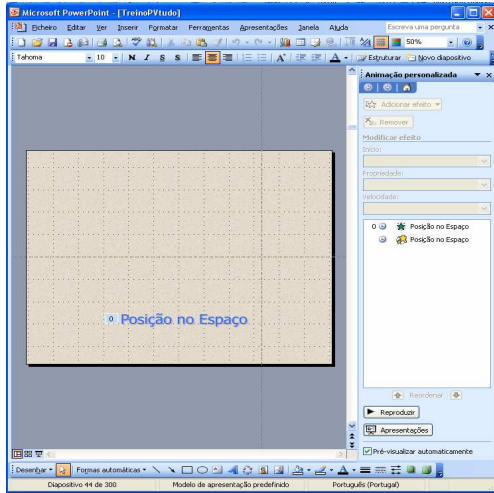 Microsoft PowerPoint - [TreinoPVtudo]
Ficheiro Editar Ver Inserir Formatar Ferramentas Apresentações Janela Ajuda Escreva uma pergunta
50%
Tahoma 10 N I S S A Estruturar Novo diapositivo
Animação personalizada
Adicionar efeito
Remover
Modificar efeito
Início:
Propriedade:
Velocidade:
0 Posição no Espaço
Posição no Espaço
0 Posição no Espaço
Reordenar
Reproduzir
Apresentações
Pré-visualizar automaticamente
Desenhar Formas automáticas
Diapositivo 44 de 300 Modelo de apresentação predefinido Português (Portugal)